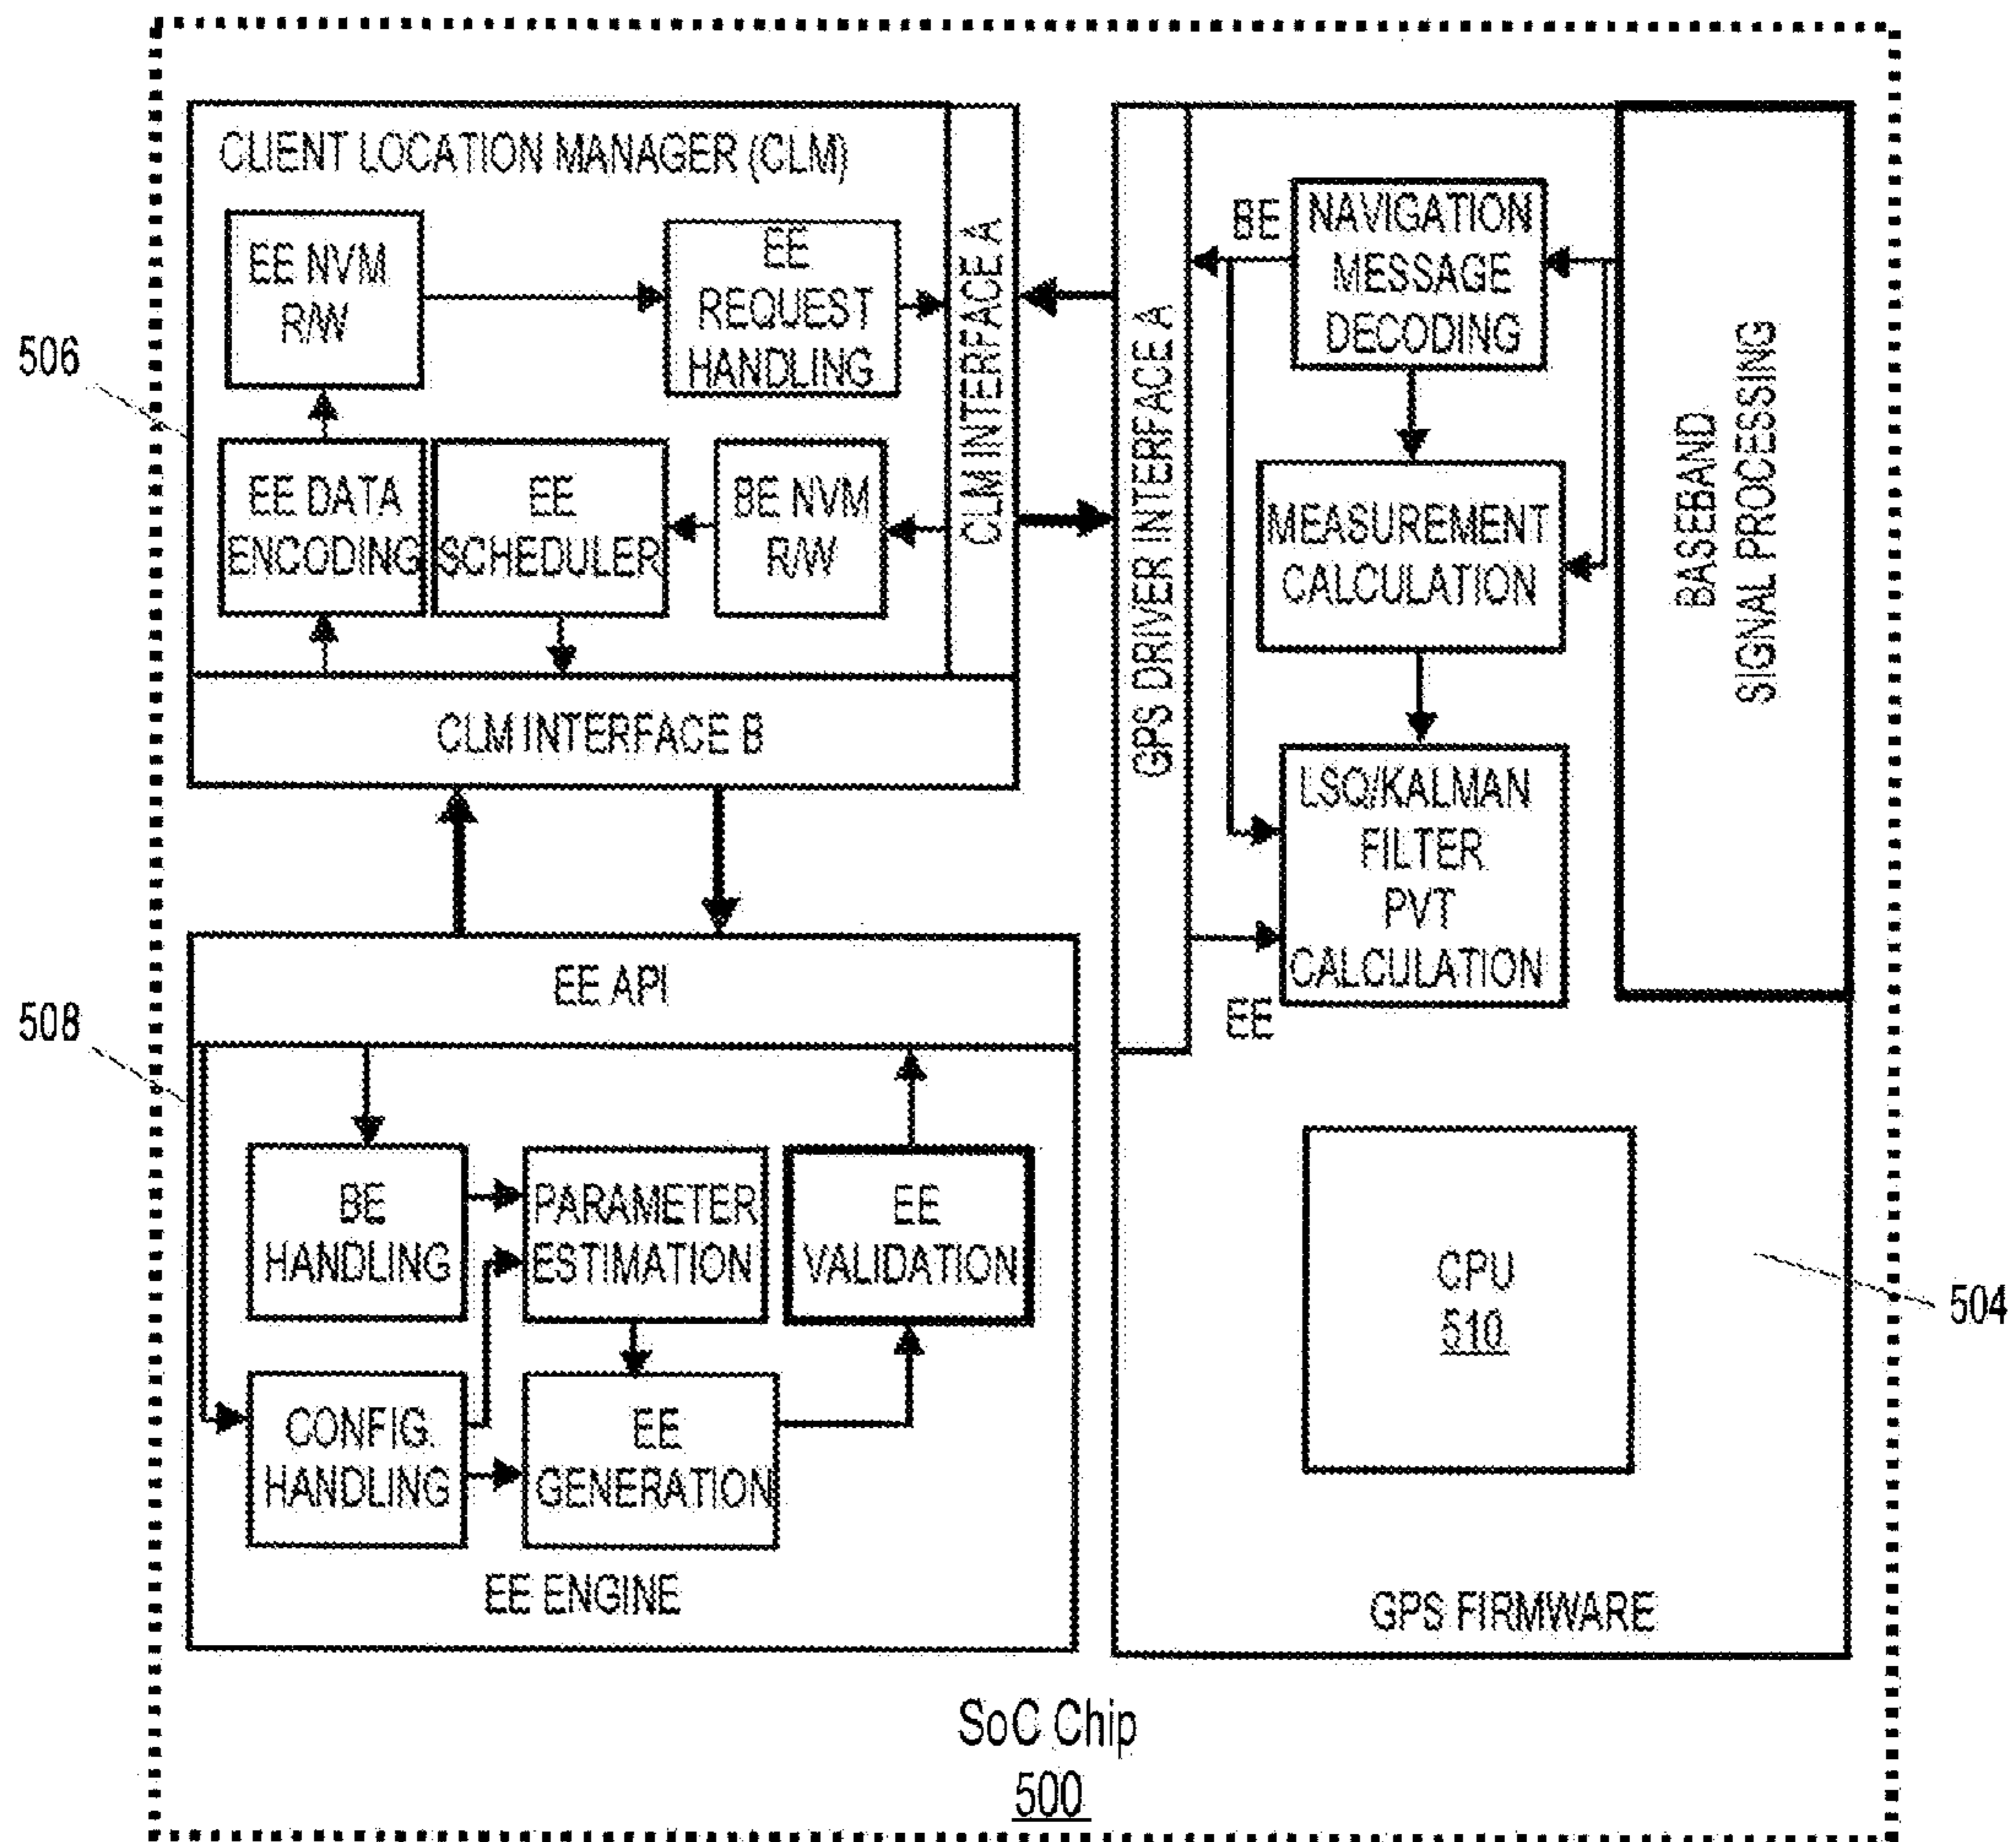 CLIENT LOCATION MANAGER (CLM)
EE NVM
R/W
EE
REQUEST
HANDLING
EE DATA
ENCODING
EE
SCHEDULER
BE NVM
R/W
CLM INTERFACE A
CLM INTERFACE B
506
GPS DRIVER INTERFACE A
BE
NAVIGATION
MESSAGE
DECODING
MEASUREMENT
CALCULATION
LSQ/KALMAN
FILTER
PVT
CALCULATION
EE
BASEBAND
SIGNAL PROCESSING
EE API
508
BE
HANDLING
PARAMETER
ESTIMATION
EE
VALIDATION
CONFIG.
HANDLING
EE
GENERATION
EE ENGINE
CPU
510
504
GPS FIRMWARE
SoC Chip
500